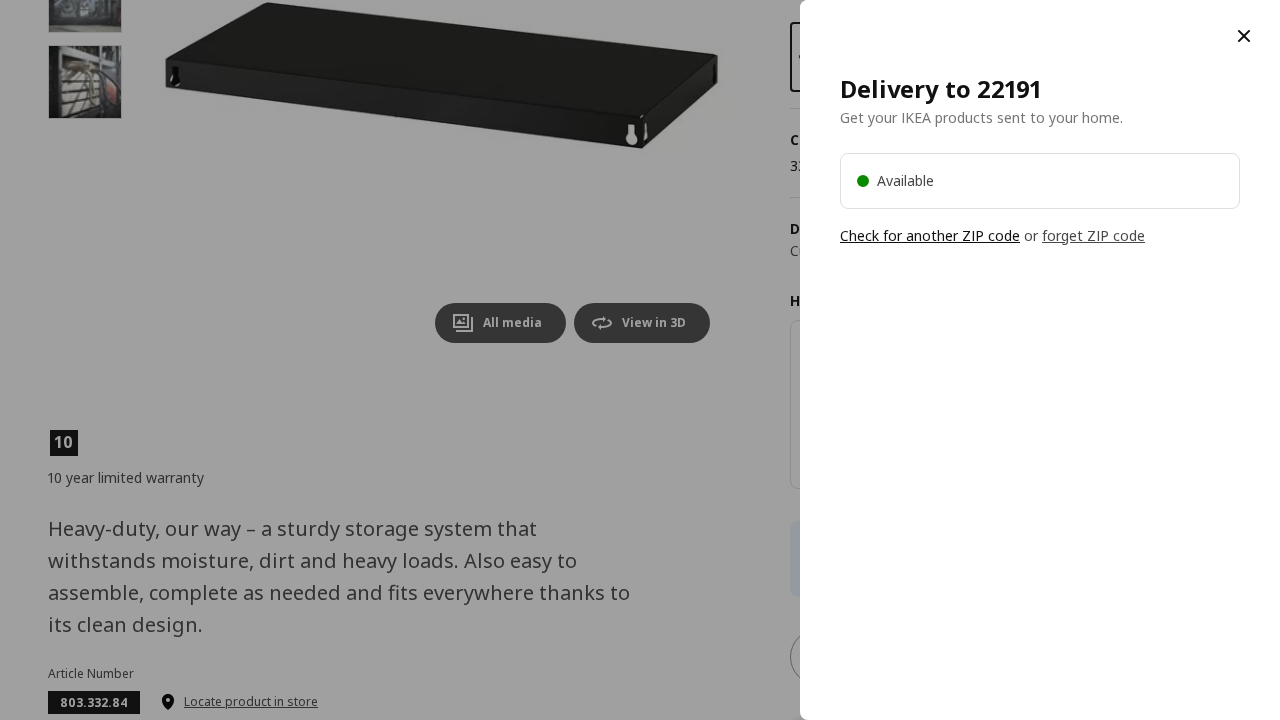 Delivery to 22191
Get your IKEA products sent to your home.
Available
Check for another ZIP code or forget ZIP code
All media
View in 3D
10
10 year limited warranty
Heavy-duty, our way – a sturdy storage system that
withstands moisture, dirt and heavy loads. Also easy to
assemble, complete as needed and fits everywhere thanks to
its clean design.
Article Number
803.332.84
Locate product in store